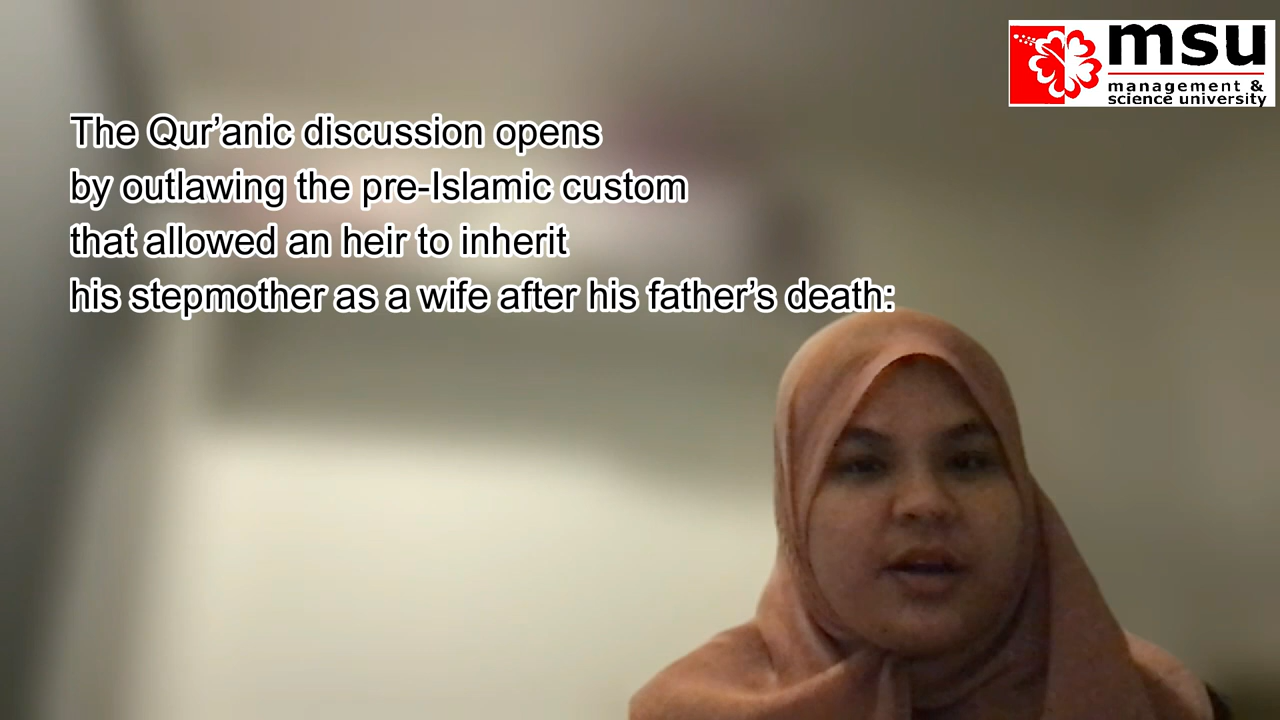 msu
management &
science university
The Qur’anic discussion opens
by outlawing the pre-Islamic custom
that allowed an heir to inherit
his stepmother as a wife after his father’s death: